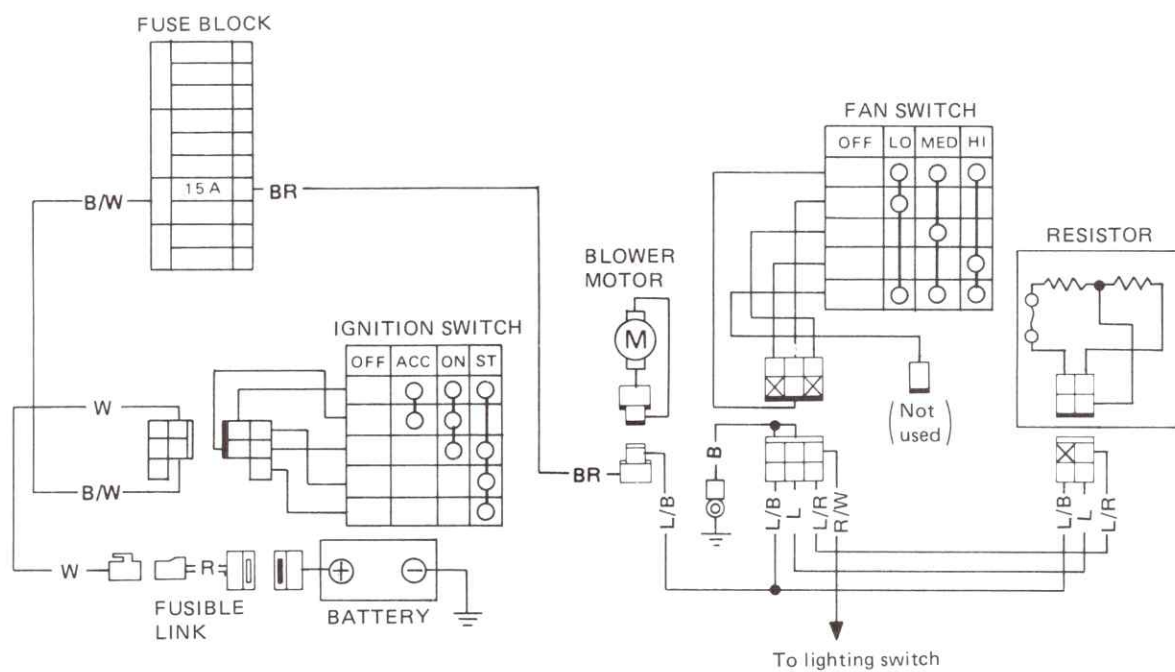 FUSE BLOCK
15A
B/W
BR
FAN SWITCH
OFF LO MED HI
BLOWER
MOTOR
M
RESISTOR
IGNITION SWITCH
OFF ACC ON ST
W
B/W
(Not
used)
BR
B
L/B
L/B
L
L/R
R/W
L/B
L
L/R
W
R
+
−
FUSIBLE
LINK
BATTERY
To lighting switch